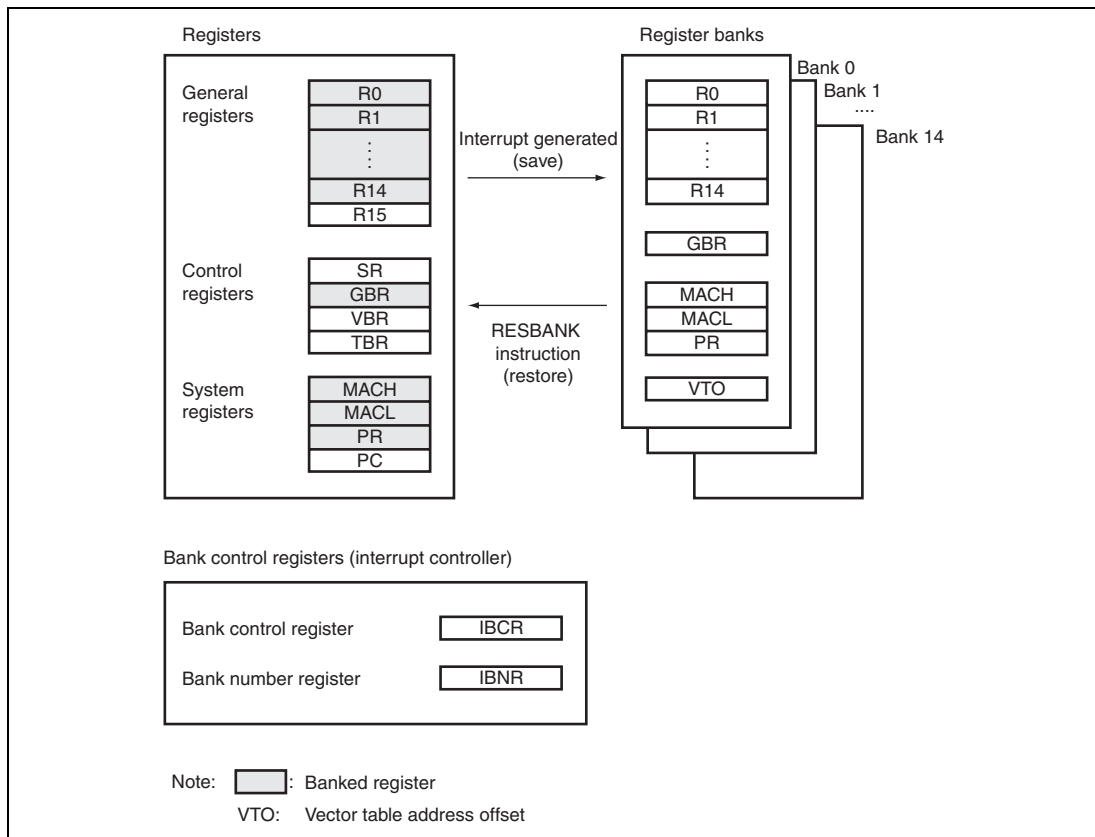 Registers
General
registers
R0
R1
R14
R15
Control
registers
SR
GBR
VBR
TBR
System
registers
MACH
MACL
PR
PC
Interrupt generated
(save)
RESBANK
instruction
(restore)
Register banks
Bank 0
Bank 1
....
Bank 14
R0
R1
R14
GBR
MACH
MACL
PR
VTO
Bank control registers (interrupt controller)
Bank control register IBCR
Bank number register IBNR
Note: : Banked register
VTO: Vector table address offset